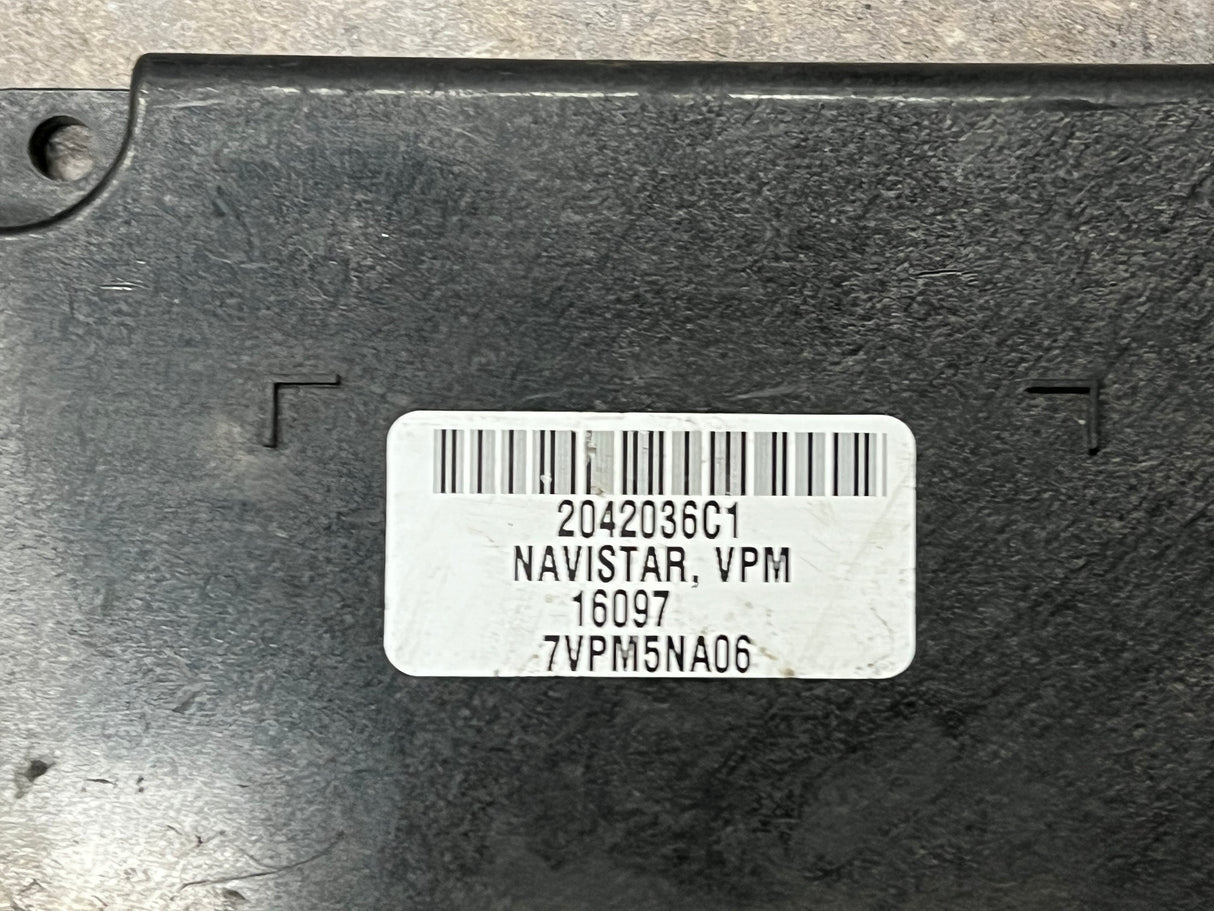 2042036C1
NAVISTAR, VPM
16097
7VPM5NA06